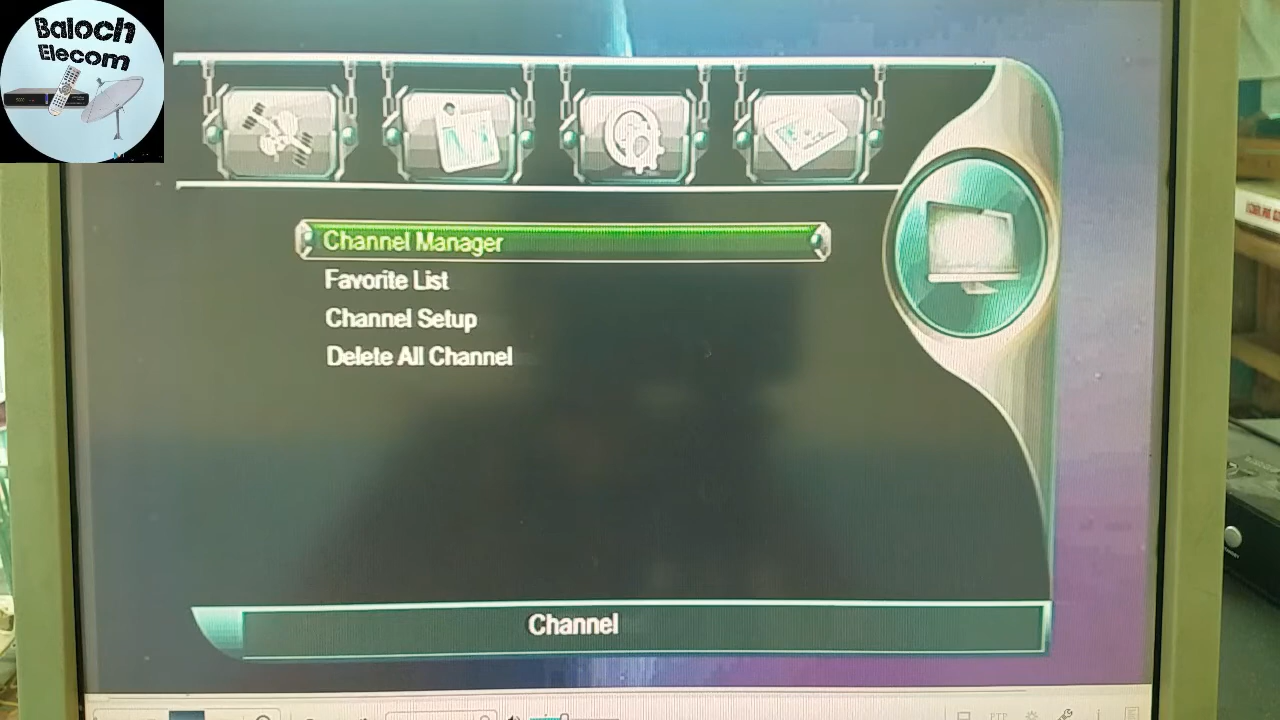 Baloch
Elecom
Channel Manager
Favorite List
Channel Setup
Delete All Channel
Channel